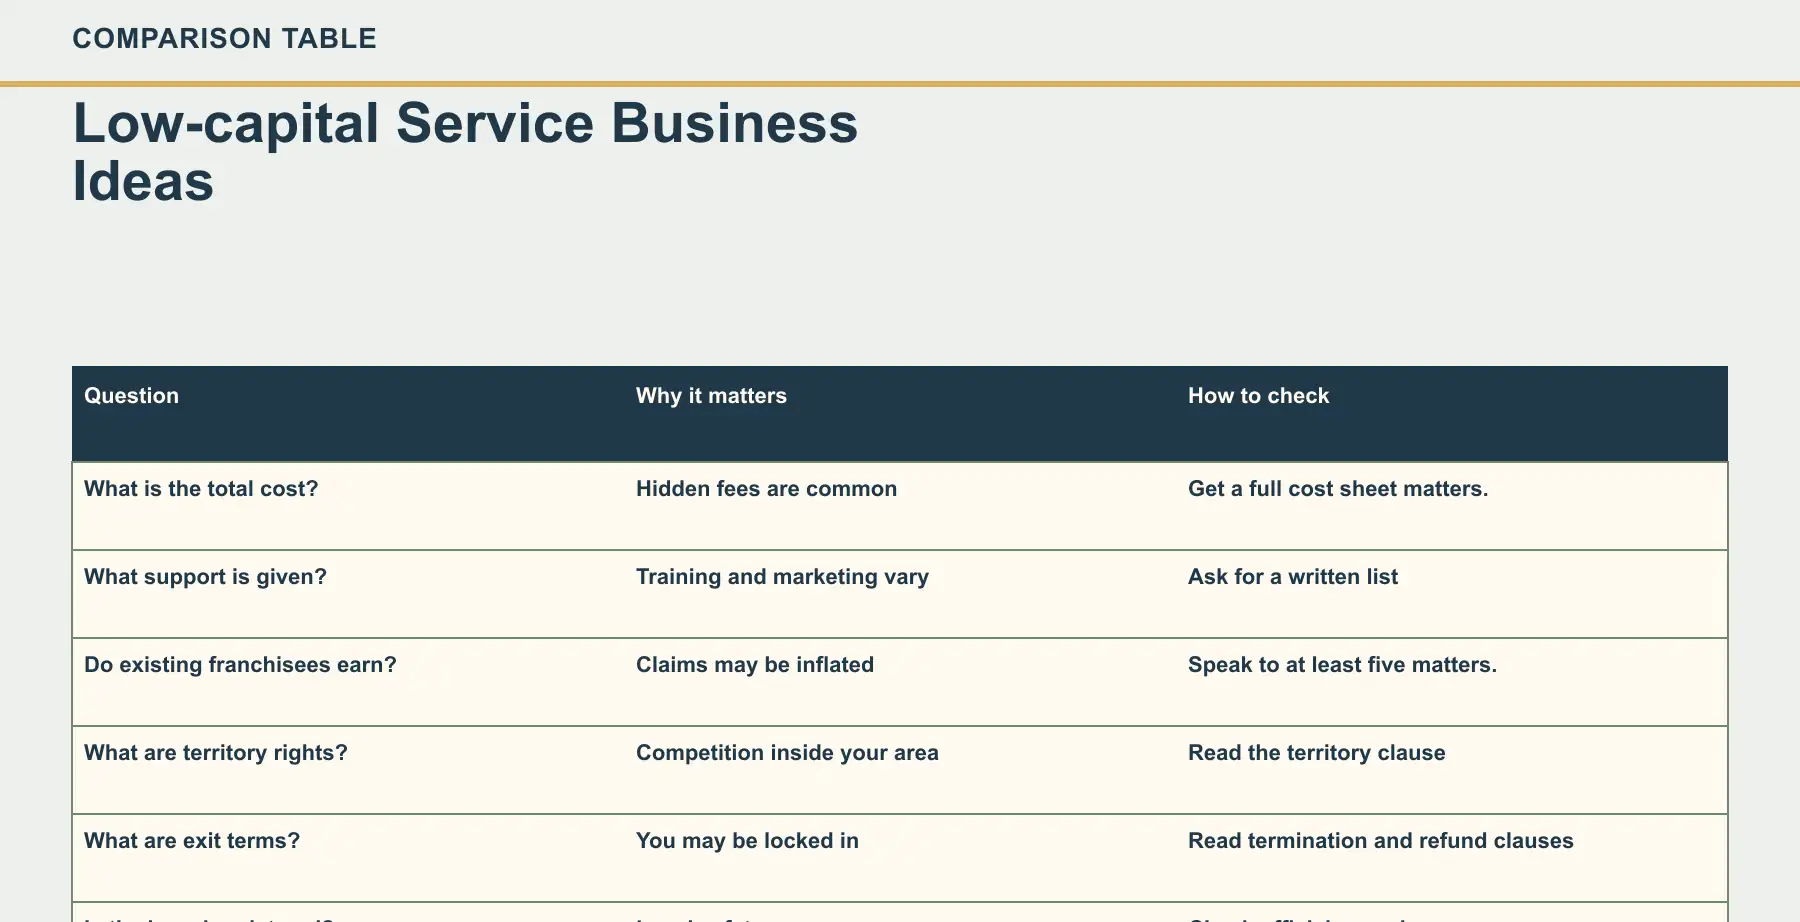 COMPARISON TABLE
Low-capital Service Business
Ideas
Question Why it matters How to check
What is the total cost? Hidden fees are common Get a full cost sheet matters.
What support is given? Training and marketing vary Ask for a written list
Do existing franchisees earn? Claims may be inflated Speak to at least five matters.
What are territory rights? Competition inside your area Read the territory clause
What are exit terms? You may be locked in Read termination and refund clauses